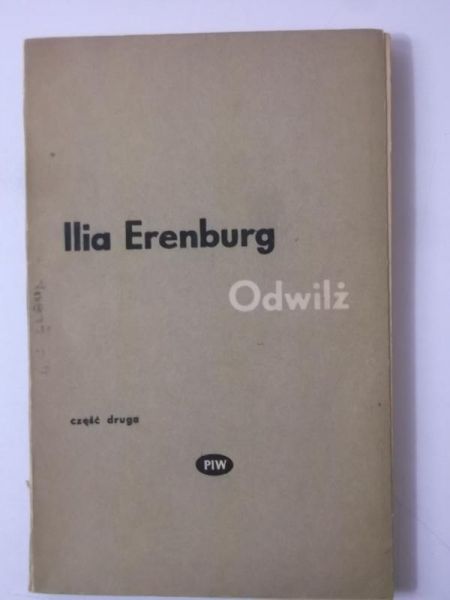 Ilia Erenburg
Odwilż
część druga
PIW